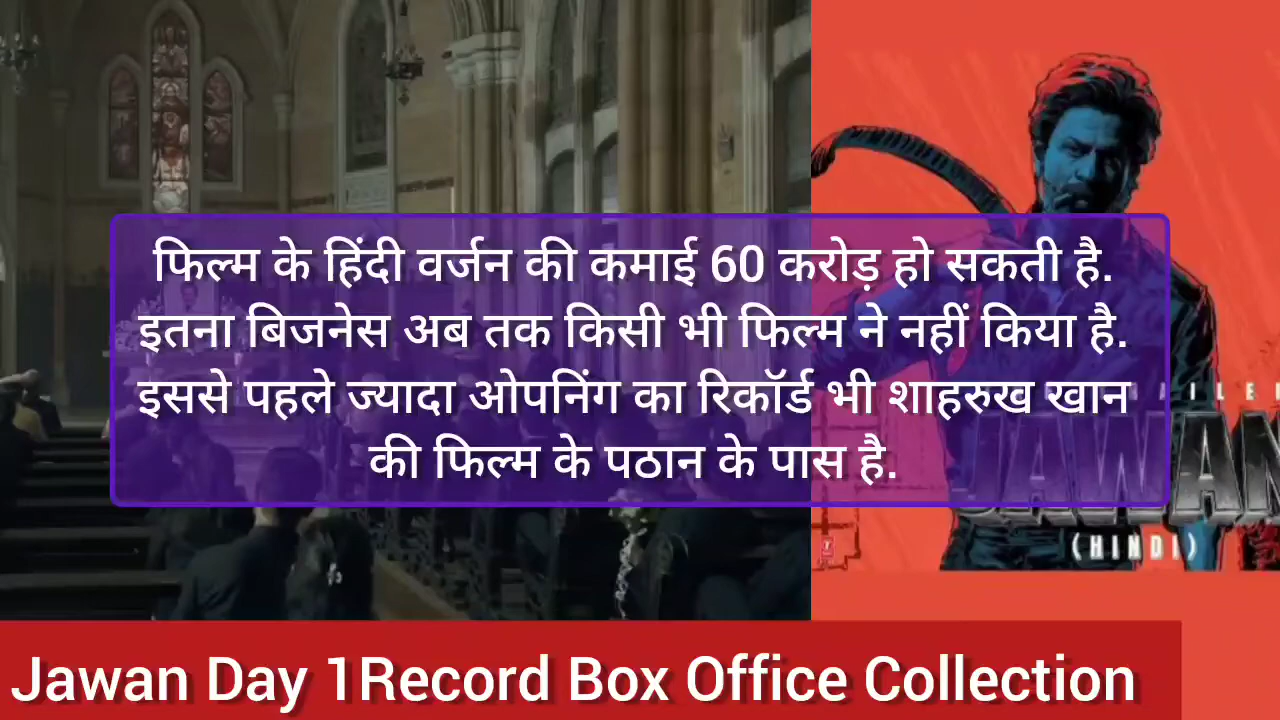 फिल्म के हिंदी वर्जन की कमाई 60 करोड़ हो सकती है.
इतना बिजनेस अब तक किसी भी फिल्म ने नहीं किया है.
इससे पहले ज्यादा ओपनिंग का रिकॉर्ड भी शाहरुख खान
की फिल्म के पठान के पास है.
JAWAN
(HINDI)
Jawan Day 1Record Box Office Collection